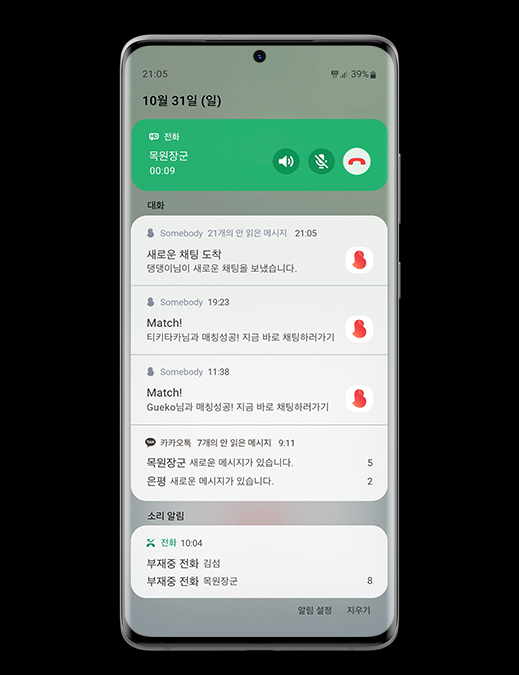 21:05 39%
10월 31일 (일)
전화
목원장군
00:09
대화
Somebody 21개의 안 읽은 메시지 21:05
새로운 채팅 도착
댕댕이님이 새로운 채팅을 보냈습니다.
Somebody 19:23
Match!
티키타카님과 매칭성공! 지금 바로 채팅하러가기
Somebody 11:38
Match!
Gueko님과 매칭성공! 지금 바로 채팅하러가기
카카오톡 7개의 안 읽은 메시지 9:11
목원장군 새로운 메시지가 있습니다. 5
은평 새로운 메시지가 있습니다. 2
소리 알림
전화 10:04
부재중 전화 김섬
부재중 전화 목원장군 8
알림 설정 지우기